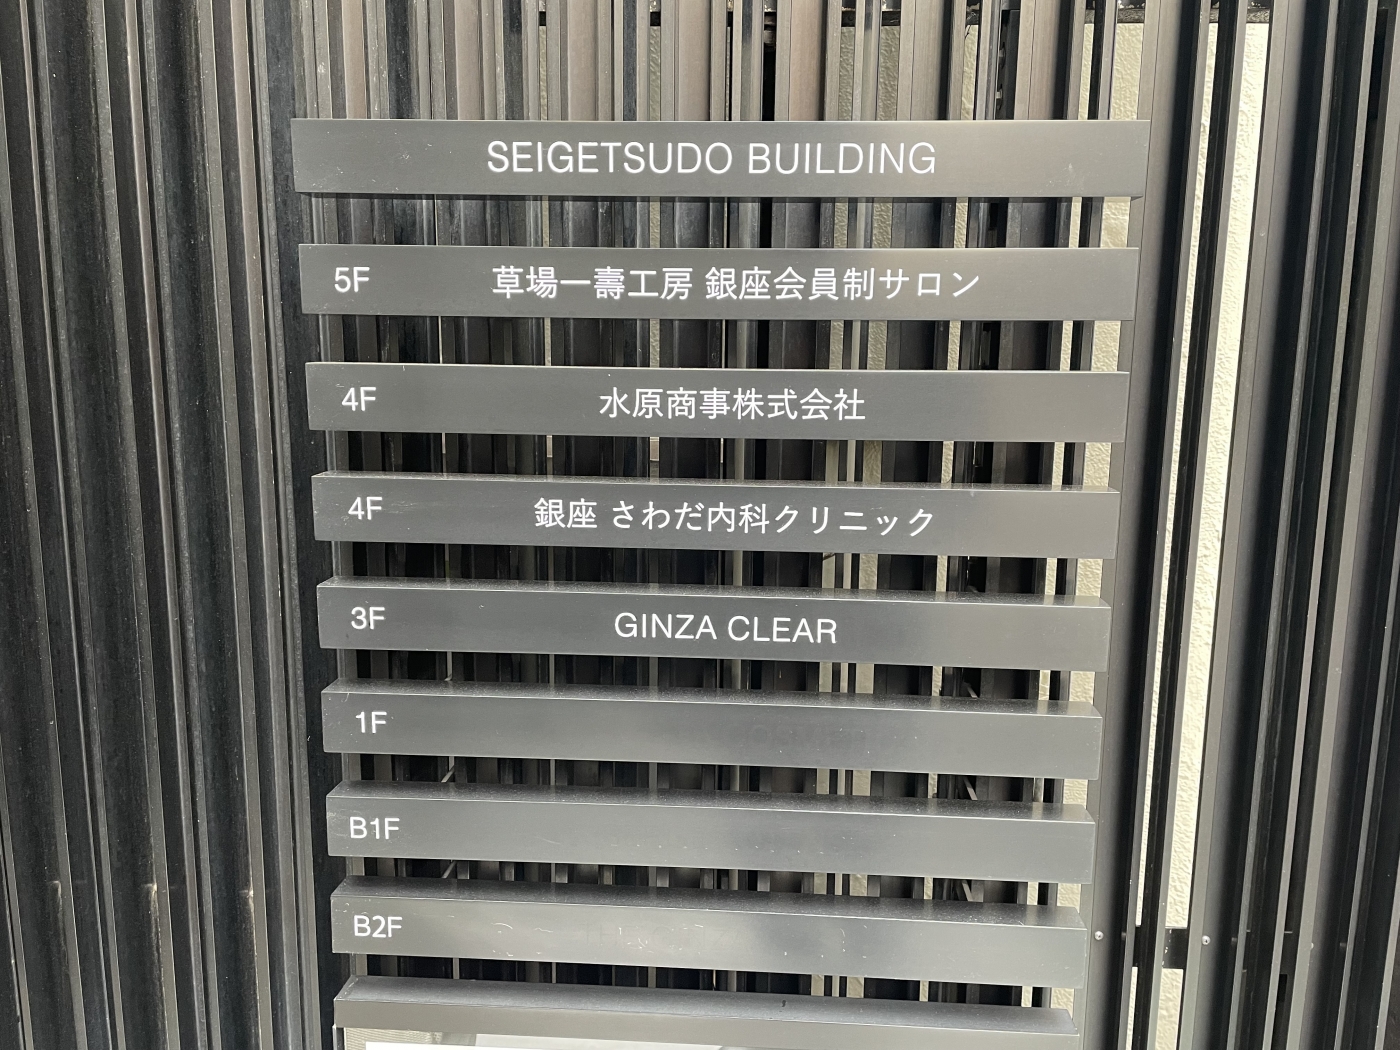 SEIGETSUDO BUILDING
5F 草場一壽工房 銀座会員制サロン
4F 水原商事株式会社
4F 銀座 さわだ内科クリニック
3F GINZA CLEAR
1F
B1F
B2F